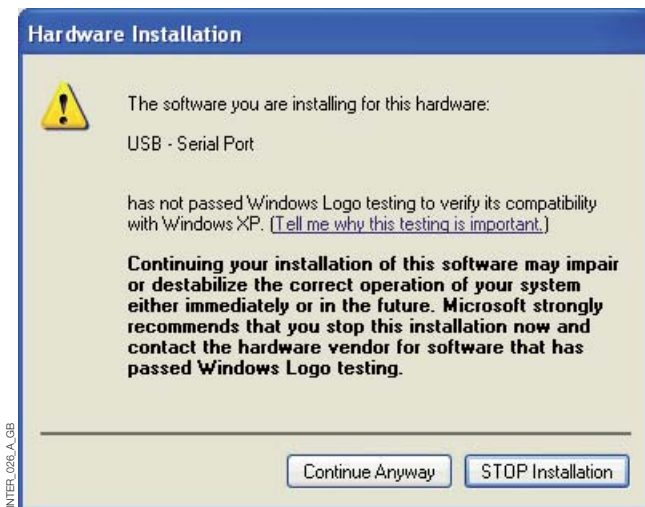 Hardware Installation
The software you are installing for this hardware:
USB - Serial Port
has not passed Windows Logo testing to verify its compatibility
with Windows XP. (Tell me why this testing is important.)
Continuing your installation of this software may impair
or destabilize the correct operation of your system
either immediately or in the future. Microsoft strongly
recommends that you stop this installation now and
contact the hardware vendor for software that has
passed Windows Logo testing.
Continue Anyway
STOP Installation
INTER_026_A_GB